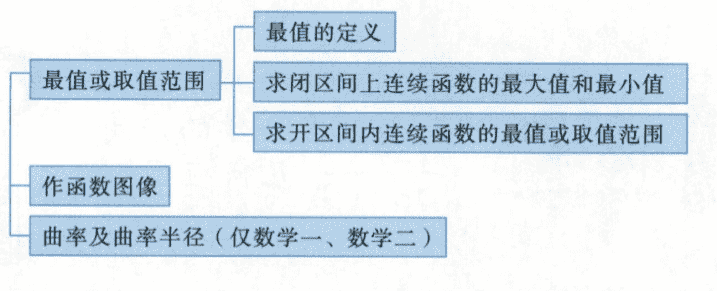 最值的定义
最值或取值范围
求闭区间上连续函数的最大值和最小值
求开区间内连续函数的最值或取值范围
作函数图像
曲率及曲率半径（仅数学一、数学二）